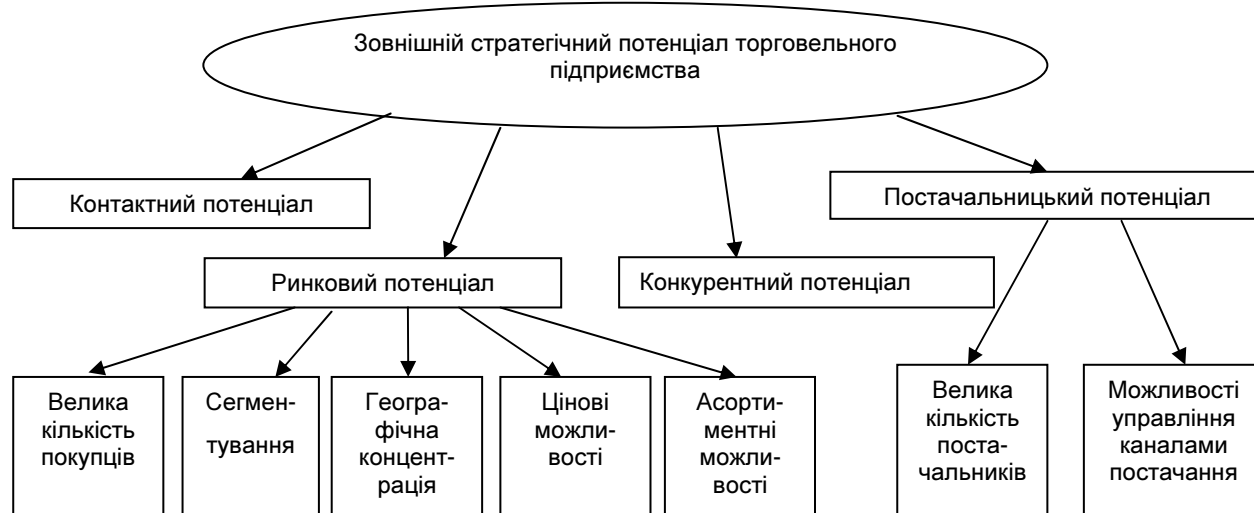 Зовнішній стратегічний потенціал торговельного
підприємства
Контактний потенціал
Постачальницький потенціал
Ринковий потенціал
Конкурентний потенціал
Велика
кількість
покупців
Сегмен-
тування
Геогра-
фічна
концент-
рація
Цінові
можли-
вості
Асорти-
ментні
можли-
вості
Велика
кількість
поста-
чальників
Можливості
управління
каналами
постачання